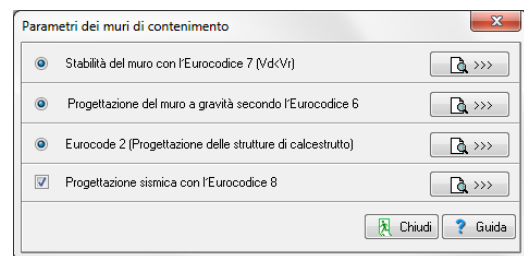 Parametri dei muri di contenimento
Stabilità del muro con l'Eurocodice 7 (Vd<Vr)
>>>
Progettazione del muro a gravità secondo l'Eurocodice 6
>>>
Eurocode 2 (Progettazione delle strutture di calcestrutto)
>>>
Progettazione sismica con l'Eurocodice 8
>>>
Chiudi ? Guida